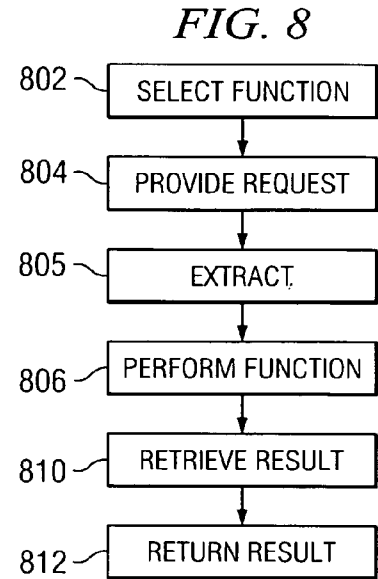 FIG. 8
802 SELECT FUNCTION
804 PROVIDE REQUEST
805 EXTRACT
806 PERFORM FUNCTION
810 RETRIEVE RESULT
812 RETURN RESULT